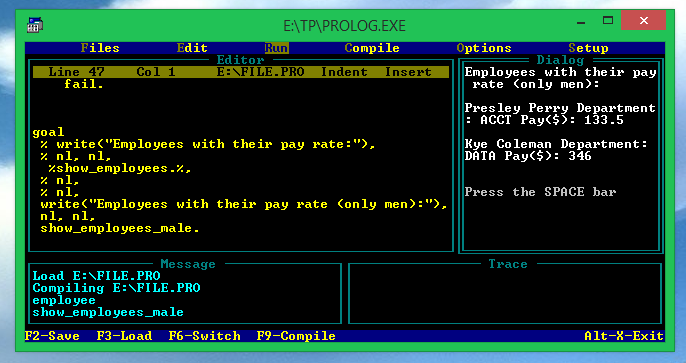 E:\TP\PROLOG.EXE
Files Edit Run Compile Options Setup
Editor
Line 47 Col 1 E:\FILE.PRO Indent Insert
fail.
goal
% write("Employees with their pay rate:"),
% nl, nl,
%show_employees.%,
% nl,
% nl,
write("Employees with their pay rate (only men):"),
nl, nl,
show_employees_male.
Dialog
Employees with their pay
rate (only men):
Presley Perry Department
: ACCT Pay($): 133.5
Kye Coleman Department:
DATA Pay($): 346
Press the SPACE bar
Message
Load E:\FILE.PRO
Compiling E:\FILE.PRO
employee
show_employees_male
Trace
F2-Save F3-Load F6-Switch F9-Compile Alt-X-Exit